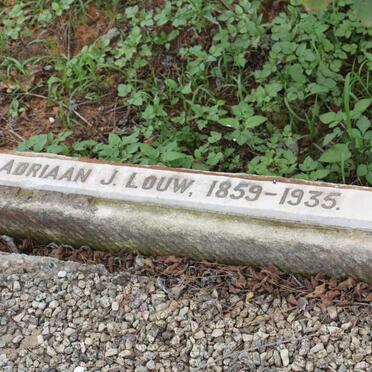 ADRIAAN J. LOUW, 1859-1935.